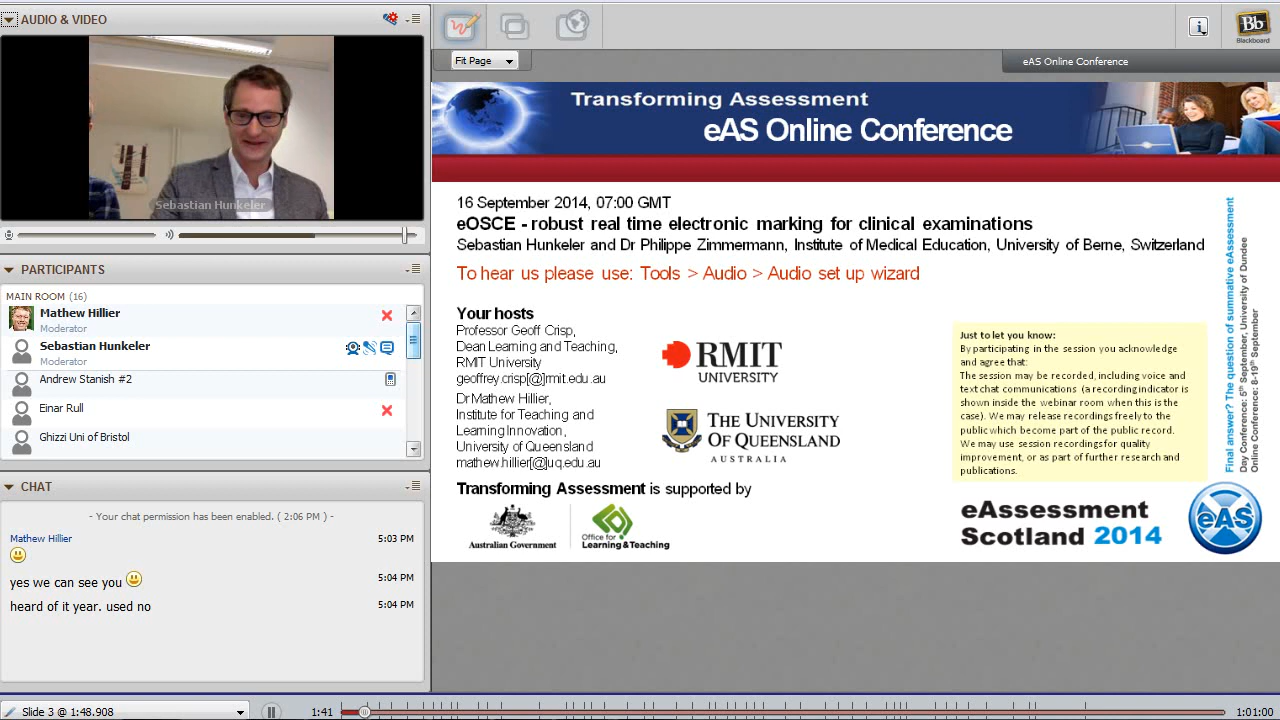 AUDIO & VIDEO
Sebastian Hunkeler
PARTICIPANTS
MAIN ROOM (16)
Mathew Hillier
Moderator
Sebastian Hunkeler
Moderator
Andrew Stanish #2
Einar Rull
Ghizzi Uni of Bristol
CHAT
- Your chat permission has been enabled. ( 2:06 PM ) -
Mathew Hillier 5:03 PM
yes we can see you 5:04 PM
heard of it year. used no 5:04 PM
Slide 3 @ 1:48.908
1:41
1:01:00
Fit Page
eAS Online Conference
Bb
Blackboard
Transforming Assessment
eAS Online Conference
16 September 2014, 07:00 GMT
eOSCE - robust real time electronic marking for clinical examinations
Sebastian Hunkeler and Dr Philippe Zimmermann, Institute of Medical Education, University of Berne, Switzerland
To hear us please use: Tools > Audio > Audio set up wizard
Your hosts
Professor Geoff Crisp,
Dean Learning and Teaching,
RMIT University
geoffrey.crisp[@]rmit.edu.au
Dr Mathew Hillier,
Institute for Teaching and
Learning Innovation,
University of Queensland
mathew.hillier[@]uq.edu.au
RMIT
UNIVERSITY
THE UNIVERSITY
OF QUEENSLAND
AUSTRALIA
Transforming Assessment is supported by
Australian Government
Office for
Learning & Teaching
Just to let you know:
By participating in the session you acknowledge
and agree that:
The session may be recorded, including voice and
text chat communications (a recording indicator is
shown inside the webinar room when this is the
case). We may release recordings freely to the
public which become part of the public record.
We may use session recordings for quality
improvement, or as part of further research and
publications.
Final answer? The question of summative eAssessment
Day Conference: 5th September, University of Dundee
Online Conference: 8-19th September
eAssessment
Scotland 2014
eAS